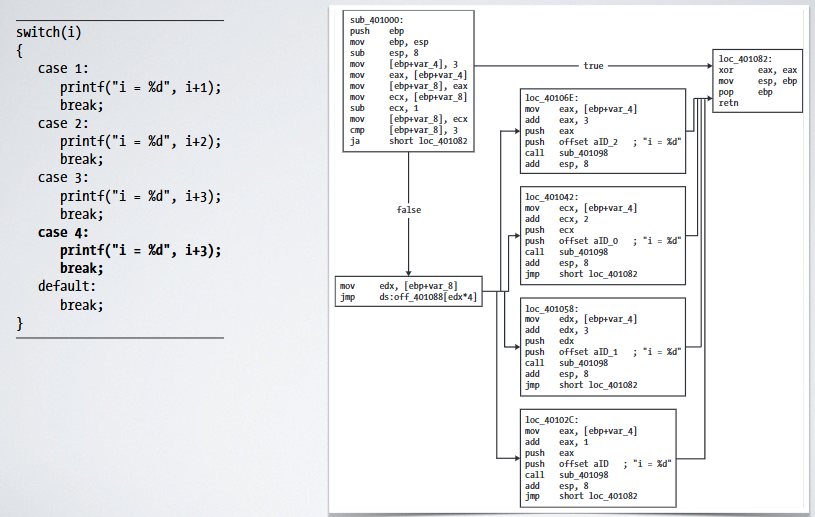 switch(i)
{
case 1:
printf("i = %d", i+1);
break;
case 2:
printf("i = %d", i+2);
break;
case 3:
printf("i = %d", i+3);
break;
case 4:
printf("i = %d", i+3);
break;
default:
break;
}
sub_401000:
push ebp
mov ebp, esp
sub esp, 8
mov [ebp+var_4], 3
mov eax, [ebp+var_4]
mov [ebp+var_8], eax
mov ecx, [ebp+var_8]
sub ecx, 1
mov [ebp+var_8], ecx
cmp [ebp+var_8], 3
ja short loc_401082
true
false
loc_401082:
xor eax, eax
mov esp, ebp
pop ebp
retn
loc_40106E:
mov eax, [ebp+var_4]
add eax, 3
push eax
push offset aID_2 ; "i = %d"
call sub_401098
add esp, 8
loc_401042:
mov ecx, [ebp+var_4]
add ecx, 2
push ecx
push offset aID_0 ; "i = %d"
call sub_401098
add esp, 8
jmp short loc_401082
mov edx, [ebp+var_8]
jmp ds:off_401088[edx*4]
loc_401058:
mov edx, [ebp+var_4]
add edx, 3
push edx
push offset aID_1 ; "i = %d"
call sub_401098
add esp, 8
jmp short loc_401082
loc_40102C:
mov eax, [ebp+var_4]
add eax, 1
push eax
push offset aID ; "i = %d"
call sub_401098
add esp, 8
jmp short loc_401082